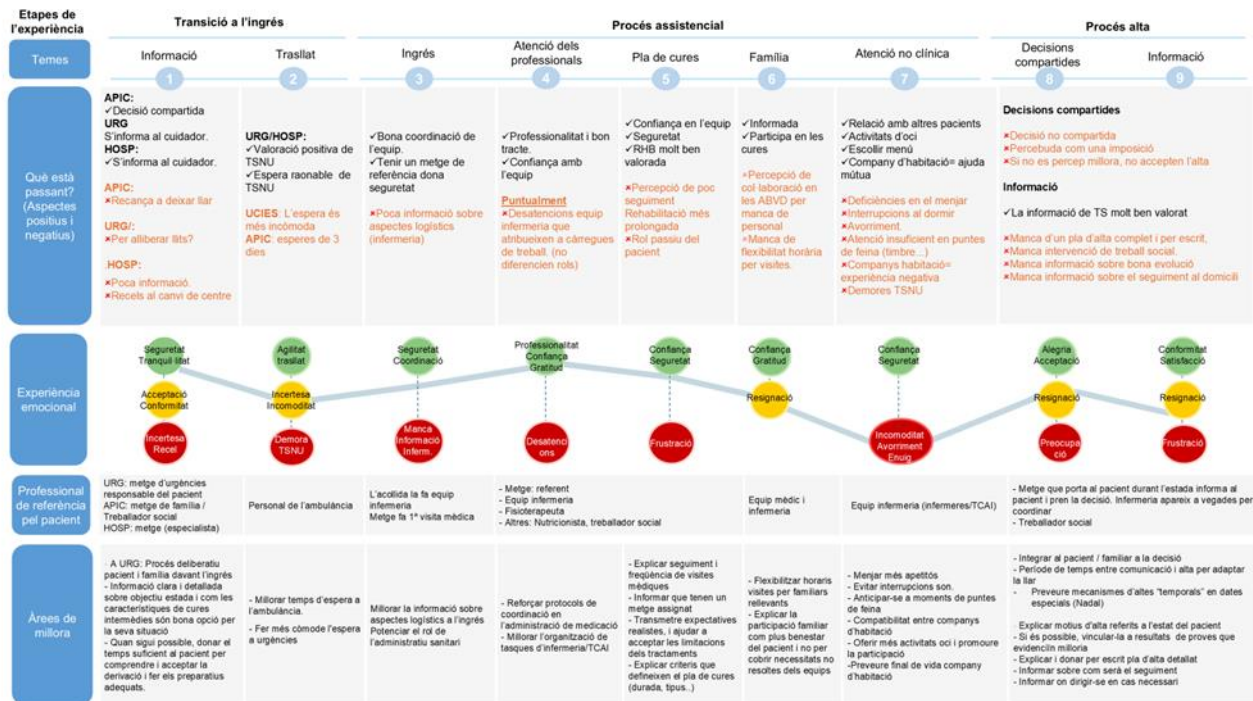 Etapes de
l'experiència
Transició a l'ingrés
Procés assistencial
Procés alta
Temes
Informació
1
Trasllat
2
Ingrés
3
Atenció dels
professionals
4
Pla de cures
5
Família
6
Atenció no clínica
7
Decisions
compartides
8
Informació
9
Què està
passant?
(Aspectes
positius i
negatius)
APIC:
✓Decisió compartida
URG
S'informa al cuidador.
HOSP:
✓S'informa al cuidador.
APIC:
×Recança a deixar llar
URG/:
×Per alliberar llits?
.HOSP:
×Poca informació.
×Recels al canvi de centre
URG/HOSP:
✓Valoració positiva de
TSNU
✓Espera raonable de
TSNU
UCIES: L'espera és
més incòmoda
APIC: esperes de 3
dies
✓Bona coordinació de
l'equip.
✓Tenir un metge de
referència dona
seguretat
×Poca informació sobre
aspectes logístics
(infermeria)
✓Professionalitat i bon
tracte.
✓Confiança amb
l'equip
Puntualment
×Desatencions equip
infermeria que
atribueixen a càrregues
de treball. (no
diferencien rols)
✓Confiança en l'equip
✓Seguretat
✓RHB molt ben
valorada
×Percepció de poc
seguiment
Rehabilitació més
prolongada
×Rol passiu del
pacient
✓Informada
✓Participa en les
cures
×Percepció de
col·laboració en
les ABVD per
manca de
personal
×Manca de
flexibilitat horària
per visites.
✓Relació amb altres pacients
✓Activitats d'oci
✓Escollir menú
✓Company d'habitació= ajuda
mútua
×Deficiències en el menjar
×Interrupcions al dormir
×Avorriment.
×Atenció insuficient en puntes
de feina (timbre...)
×Companys habitació=
experiència negativa
×Demores TSNU
Decisions compartides
×Decisió no compartida
×Percebuda com una imposició
×Si no es percep millora, no accepten l'alta
Informació
✓La informació de TS molt ben valorat
×Manca d'un pla d'alta complet i per escrit,
×Manca intervenció de treball social.
×Manca informació sobre bona evolució
×Manca informació sobre el seguiment al domicili
Experiència
emocional
Seguretat
Tranquil·litat
Acceptació
Conformitat
Incertesa
Recel
Agilitat
trasllat
Incertesa
Incomoditat
Demora
TSNU
Seguretat
Coordinació
Manca
Informació
Inferm.
Professionalitat
Confiança
Gratitud
Desatenci
ons
Confiança
Seguretat
Frustració
Confiança
Gratitud
Resignació
Confiança
Seguretat
Incomoditat
Avorriment
Enuig
Alegria
Acceptació
Resignació
Preocupa
ció
Conformitat
Satisfacció
Resignació
Frustració
Professional
de referència
pel pacient
URG: metge d'urgències
responsable del pacient
APIC: metge de família /
Treballador social
HOSP: metge (especialista)
Personal de l'ambulància
L'acollida la fa equip
infermeria
Metge fa 1ª visita mèdica
- Metge: referent
- Equip infermeria
- Fisioterapeuta
- Altres: Nutricionista, treballador social
Equip mèdic i
infermeria
Equip infermeria (infermeres/TCAI)
- Metge que porta al pacient durant l'estada informa al
pacient i pren la decisió. Infermeria apareix a vegades per
coordinar
- Treballador social
Àrees de
millora
- A URG: Procés deliberatiu
pacient i família davant l'ingrés
- Informació clara i detallada
sobre objectiu estada i com les
característiques de cures
intermèdies són bona opció per
la seva situació
- Quan sigui possible, donar el
temps suficient al pacient per
comprendre i acceptar la
derivació i fer els preparatius
adequats.
- Millorar temps d'espera a
l'ambulància.
- Fer més còmode l'espera a
urgències
Millorar la informació sobre
aspectes logístics a l'ingrés
Potenciar el rol de
l'administratiu sanitari
- Reforçar protocols de
coordinació en
l'administració de medicació
- Millorar l'organització de
tasques d'infermeria/TCAI
- Explicar seguiment i
freqüència de visites
mèdiques
- Informar que tenen un
metge assignat
- Transmetre expectatives
realistes, i ajudar a
acceptar les limitacions
dels tractaments
- Explicar criteris que
defineixen el pla de cures
(durada, tipus...)
- Flexibilitzar horaris
visites per familiars
rellevants
- Explicar la
participació familiar
com plus benestar
del pacient i no per
cobrir necessitats no
resoltes dels equips
- Menjar més apetitós
- Evitar interrupcions son.
- Anticipar-se a moments de puntes
de feina
- Compatibilitat entre companys
d'habitació
- Oferir més activitats oci i promoure
la participació
-Preveure final de vida company
d'habitació
- Integrar al pacient / familiar a la decisió
- Període de temps entre comunicació i alta per adaptar
la llar
- Preveure mecanismes d'altes "temporals" en dates
especials (Nadal)
- Explicar motius d'alta referits a l'estat del pacient
- Si és possible, vincular-la a resultats de proves que
evidenciïn millora
- Explicar i donar per escrit pla d'alta detallat
- Informar sobre com serà el seguiment
- Informar on dirigir-se en cas necessari